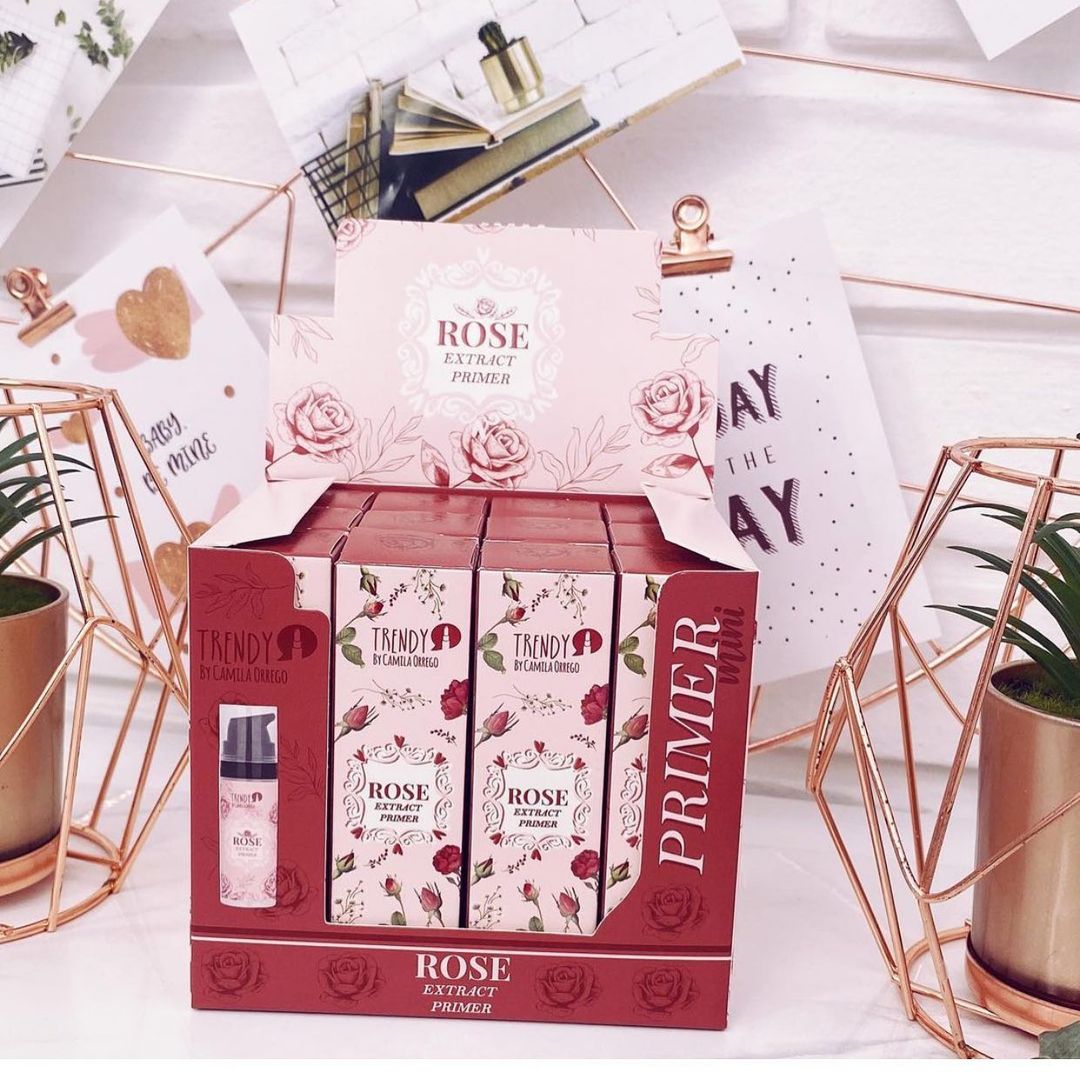 ROSE
EXTRACT
PRIMER
BABY,
BE MINE
DAY
THE
AY
TRENDY
BY CAMILA ORREGO
TRENDY
BY CAMILA ORREGO
TRENDY
BY CAMILA ORREGO
PRIMER
mini
TRENDY
ROSE
EXTRACT
PRIMER
ROSE
EXTRACT
PRIMER
ROSE
EXTRACT
PRIMER
ROSE
EXTRACT
PRIMER